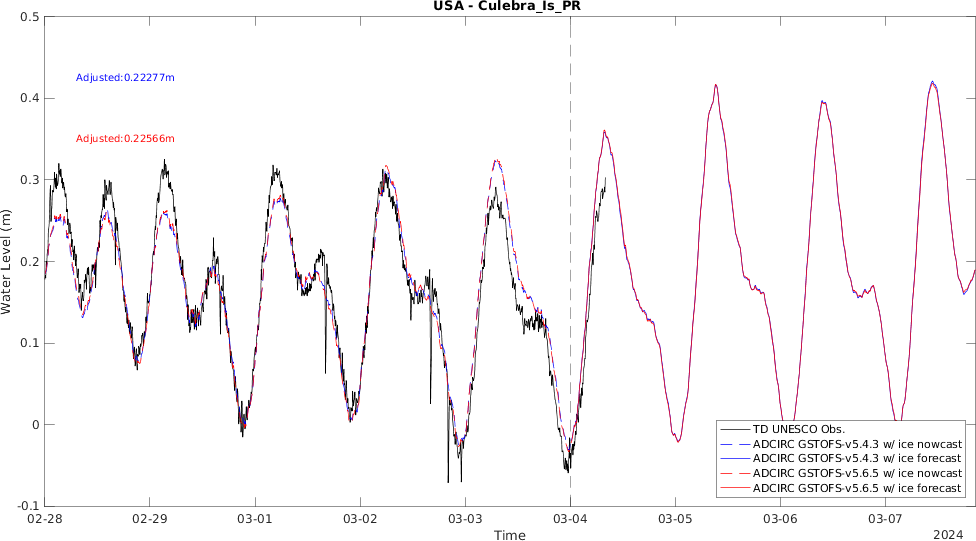 USA - Culebra_Is_PR
0.5
Adjusted:0.22277m
0.4
Adjusted:0.22566m
0.3
Water Level (m)
0.2
0.1
0
TD UNESCO Obs.
ADCIRC GSTOFS-v5.4.3 w/ ice nowcast
ADCIRC GSTOFS-v5.4.3 w/ ice forecast
ADCIRC GSTOFS-v5.6.5 w/ ice nowcast
ADCIRC GSTOFS-v5.6.5 w/ ice forecast
-0.1
02-28 02-29 03-01 03-02 03-03 03-04 03-05 03-06 03-07
Time
2024